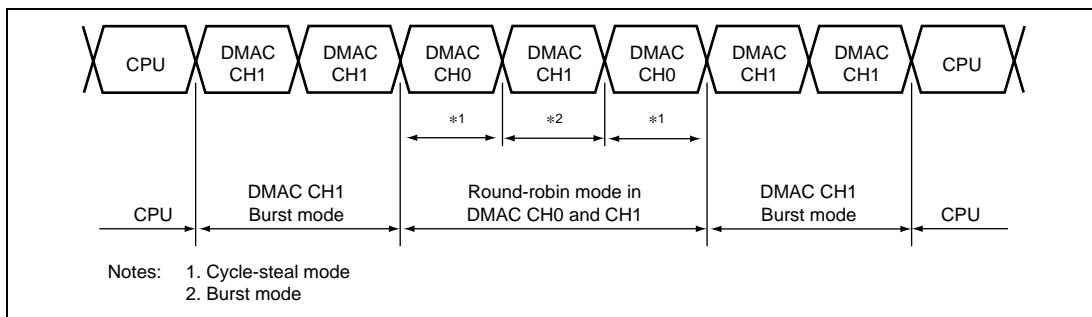 CPU
DMAC
CH1
DMAC
CH1
DMAC
CH0
DMAC
CH1
DMAC
CH0
DMAC
CH1
DMAC
CH1
CPU
*1
*2
*1
CPU
DMAC CH1
Burst mode
Round-robin mode in
DMAC CH0 and CH1
DMAC CH1
Burst mode
CPU
Notes: 1. Cycle-steal mode
2. Burst mode